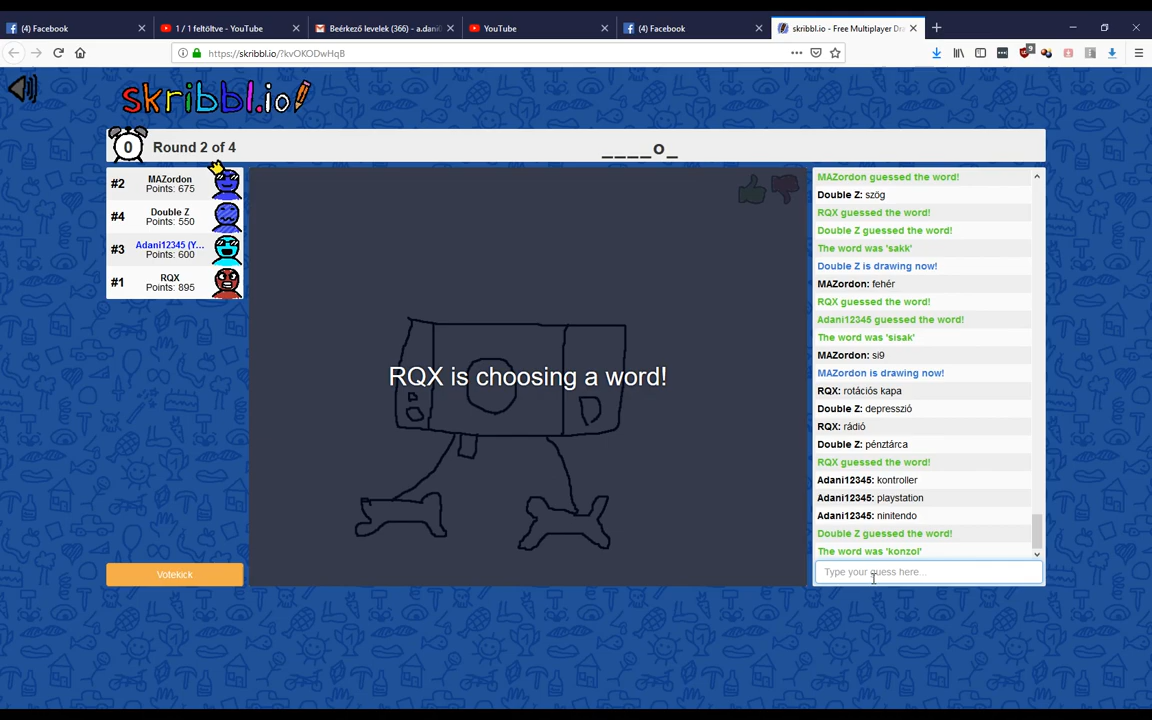 (4) Facebook
1 / 1 feltöltve - YouTube
Beérkező levelek (366) - a.dani
YouTube
(4) Facebook
skribbl.io - Free Multiplayer Dra
https://skribbl.io/?kvOKODwHqB
9
skribbl.io
0
Round 2 of 4
____o_
#2
MAZordon
Points: 675
#4
Double Z
Points: 550
#3
Adani12345 (Y...
Points: 600
#1
RQX
Points: 895
Votekick
RQX is choosing a word!
MAZordon guessed the word!
Double Z: szög
RQX guessed the word!
Double Z guessed the word!
The word was 'sakk'
Double Z is drawing now!
MAZordon: fehér
RQX guessed the word!
Adani12345 guessed the word!
The word was 'sisak'
MAZordon: si9
MAZordon is drawing now!
RQX: rotációs kapa
Double Z: depresszió
RQX: rádió
Double Z: pénztárca
RQX guessed the word!
Adani12345: kontroller
Adani12345: playstation
Adani12345: ninitendo
Double Z guessed the word!
The word was 'konzol'
Type your guess here...